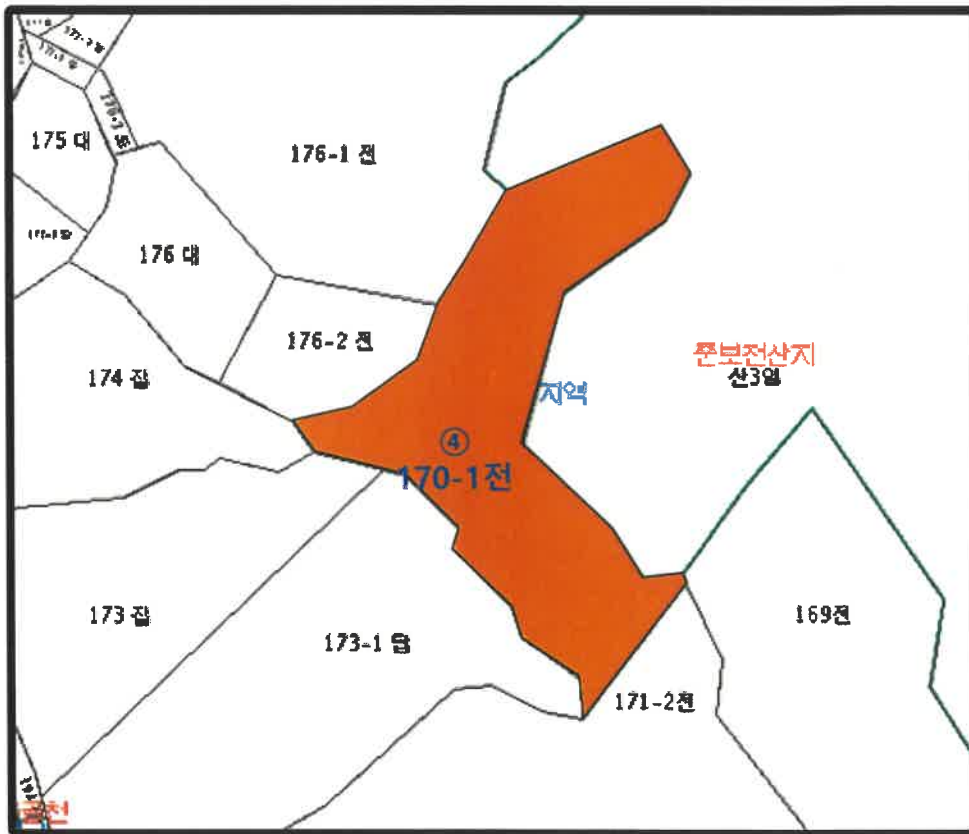 175 대
176-1 전
176 대
176-2 전
174 잡
준보전산지
산3임
지역
④
170-1전
173 잡
173-1 답
169전
171-2전